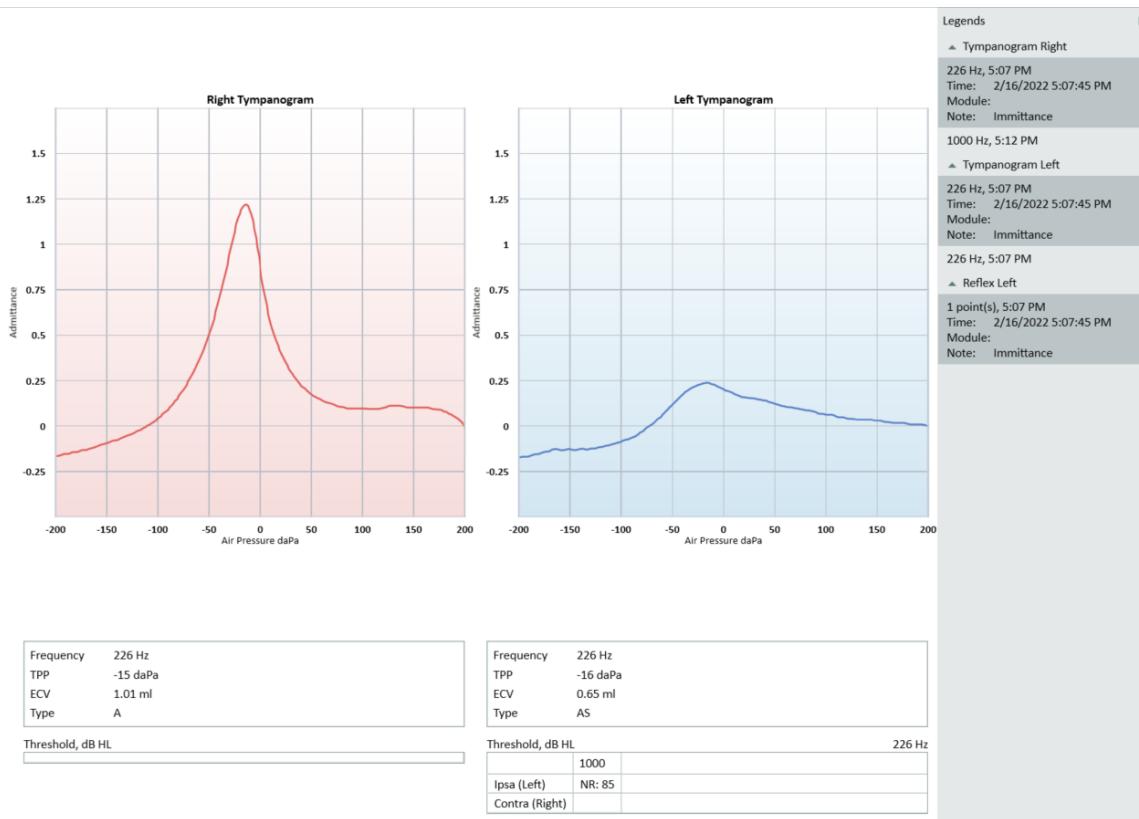 Right Tympanogram
1.5
1.25
1
0.75
0.5
0.25
0
-0.25
Admittance
-200 -150 -100 -50 0 50 100 150 200
Air Pressure daPa
Left Tympanogram
1.5
1.25
1
0.75
0.5
0.25
0
-0.25
Admittance
-200 -150 -100 -50 0 50 100 150 200
Air Pressure daPa
Frequency 226 Hz
TPP -15 daPa
ECV 1.01 ml
Type A
Threshold, dB HL
Frequency 226 Hz
TPP -16 daPa
ECV 0.65 ml
Type AS
Threshold, dB HL 226 Hz
1000
Ipsa (Left) NR: 85
Contra (Right)
Legends
Tympanogram Right
226 Hz, 5:07 PM
Time: 2/16/2022 5:07:45 PM
Module:
Note: Immittance
1000 Hz, 5:12 PM
Tympanogram Left
226 Hz, 5:07 PM
Time: 2/16/2022 5:07:45 PM
Module:
Note: Immittance
226 Hz, 5:07 PM
Reflex Left
1 point(s), 5:07 PM
Time: 2/16/2022 5:07:45 PM
Module:
Note: Immittance